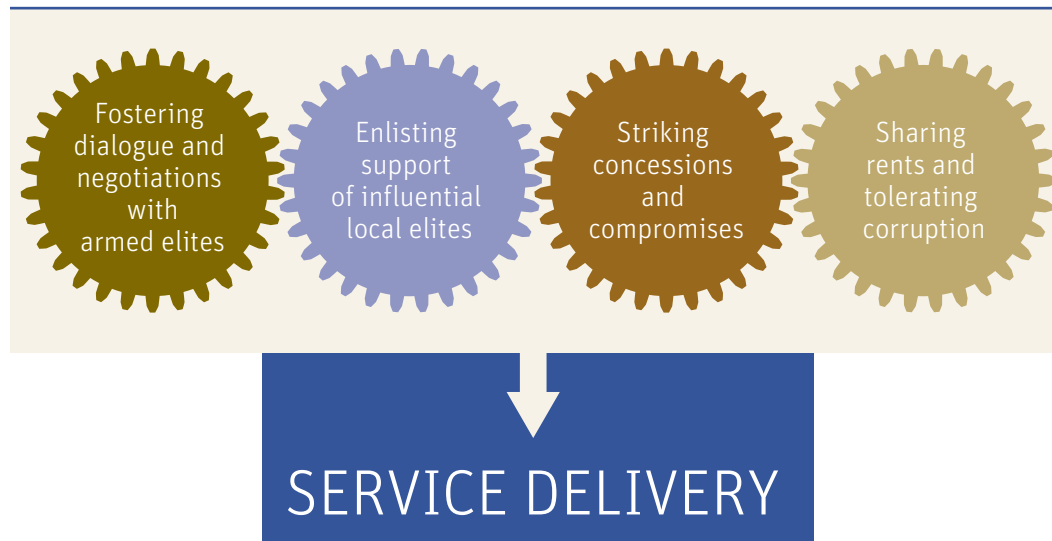 Fostering
dialogue and
negotiations
with
armed elites
Enlisting
support
of influential
local elites
Striking
concessions
and
compromises
Sharing
rents and
tolerating
corruption
SERVICE DELIVERY